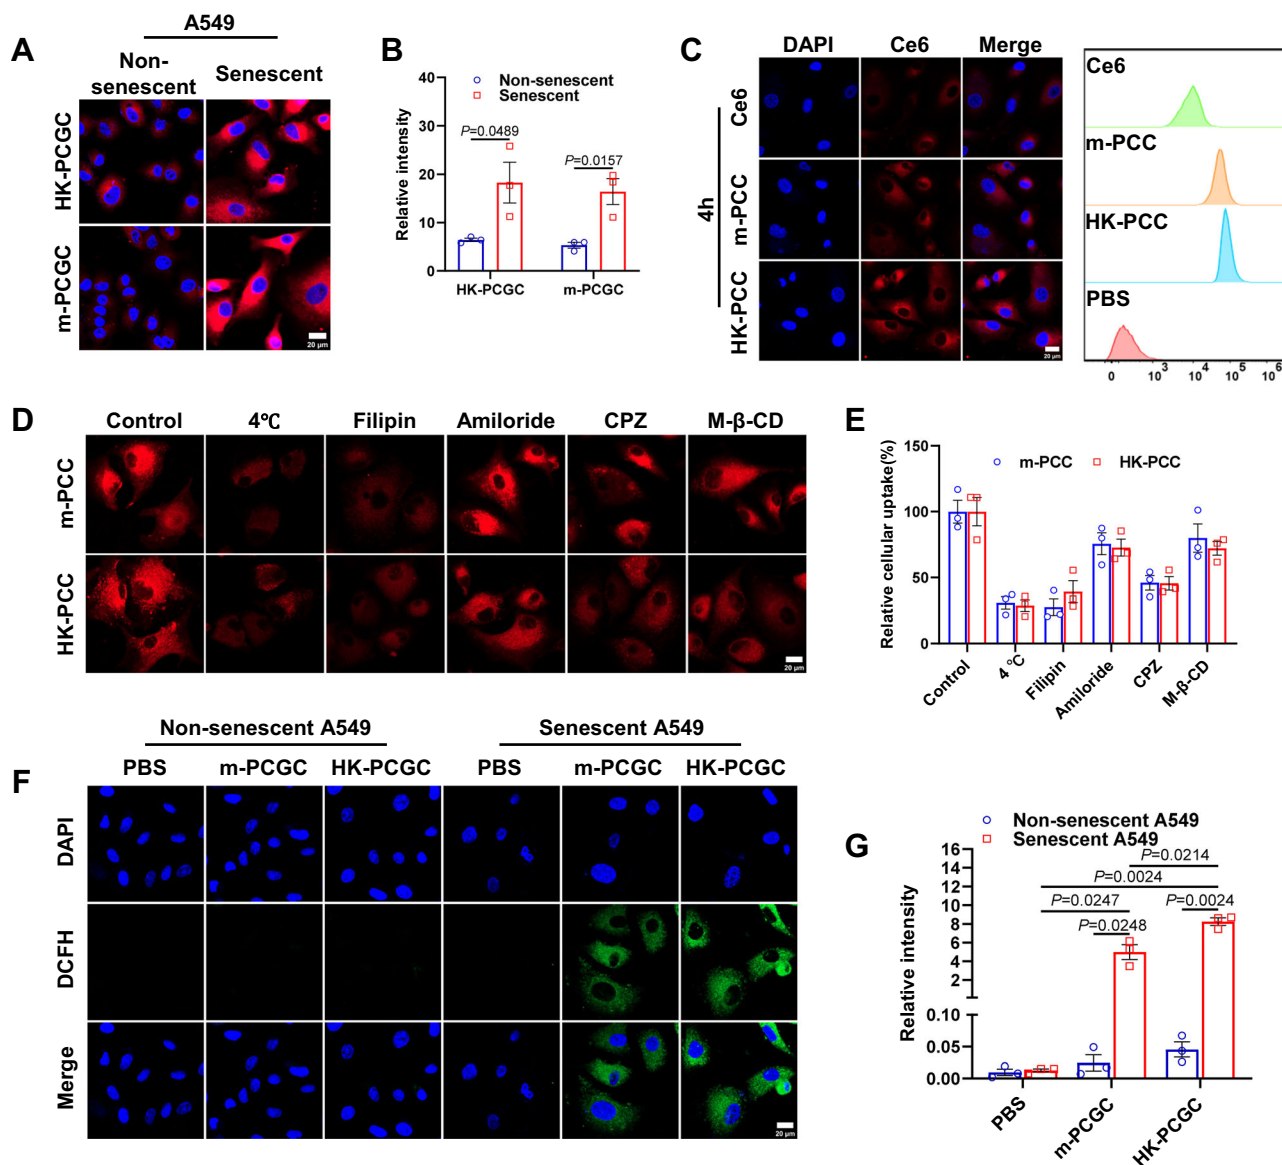 A
A549
Non-
senescent
Senescent
HK-PCGC
m-PCGC
20 μm
B
Relative intensity
40
30
20
10
0
Non-senescent
Senescent
P=0.0489
P=0.0157
HK-PCGC
m-PCGC
C
DAPI
Ce6
Merge
4h
Ce6
m-PCC
HK-PCC
20 μm
Ce6
m-PCC
HK-PCC
PBS
0
10³
10⁴
10⁵
10⁶
D
Control
4℃
Filipin
Amiloride
CPZ
M-β-CD
m-PCC
HK-PCC
20 μm
E
Relative cellular uptake(%)
150
100
50
0
m-PCC
HK-PCC
Control
4 °C
Filipin
Amiloride
CPZ
M-β-CD
F
Non-senescent A549
Senescent A549
PBS
m-PCGC
HK-PCGC
PBS
m-PCGC
HK-PCGC
DAPI
DCFH
Merge
20 μm
G
Non-senescent A549
Senescent A549
Relative intensity
16
14
12
10
8
6
4
2
0.10
0.05
0.00
P=0.0214
P=0.0024
P=0.0247
P=0.0024
P=0.0248
PBS
m-PCGC
HK-PCGC